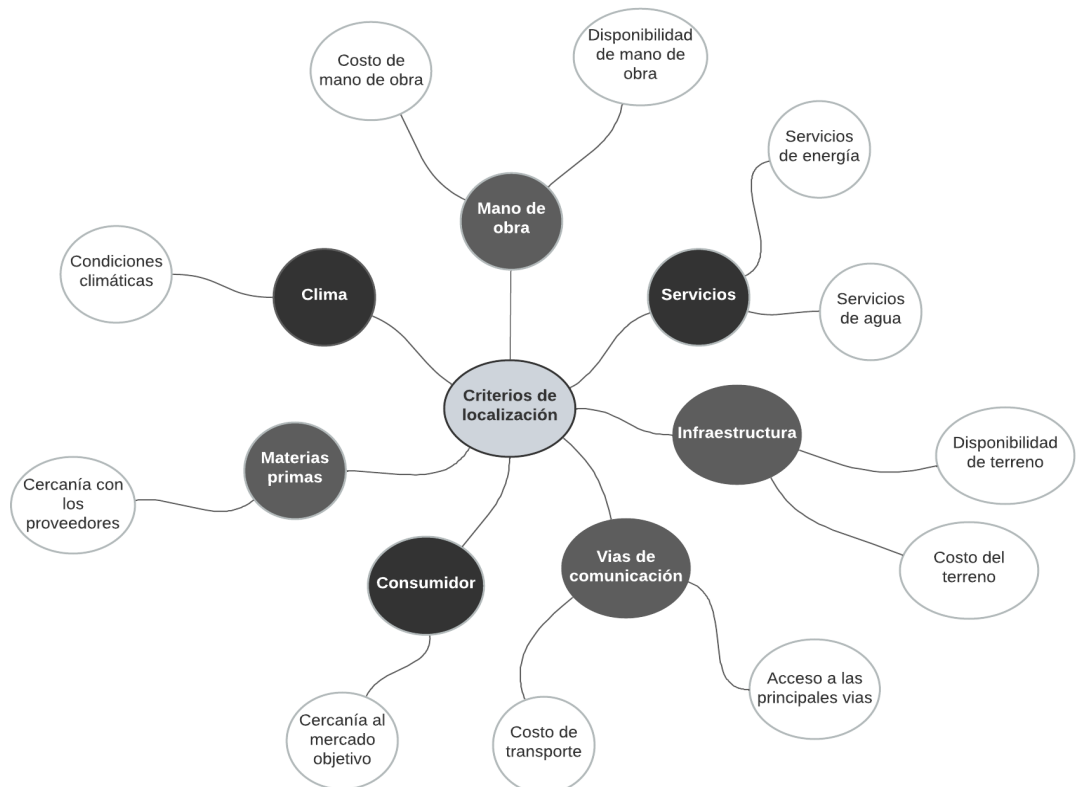 Disponibilidad
de mano de
obra
Costo de
mano de obra
Servicios
de energía
Mano de
obra
Condiciones
climáticas
Clima
Servicios
Servicios
de agua
Criterios de
localización
Infraestructura
Disponibilidad
de terreno
Materias
primas
Cercanía con
los
proveedores
Vias de
comunicación
Costo del
terreno
Consumidor
Acceso a las
principales vias
Cercanía al
mercado
objetivo
Costo de
transporte